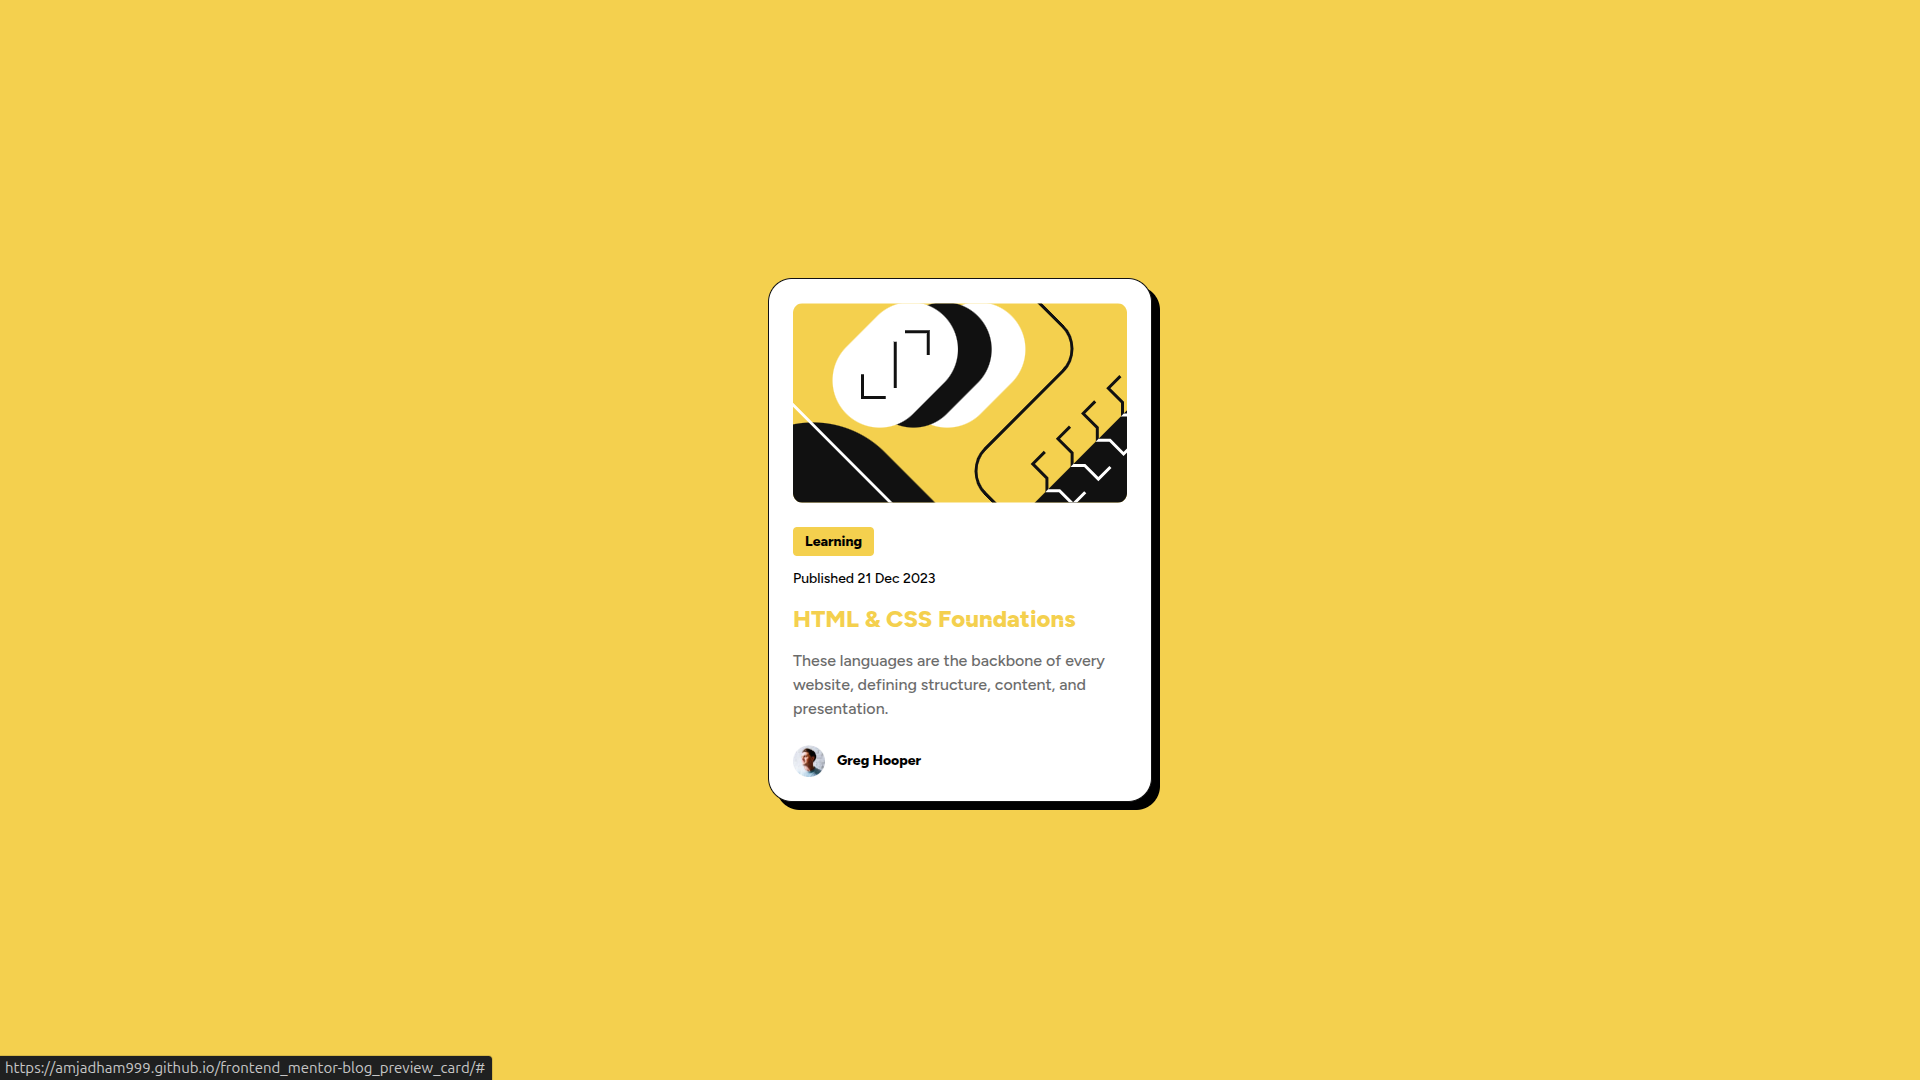 Learning
Published 21 Dec 2023
HTML & CSS Foundations
These languages are the backbone of every
website, defining structure, content, and
presentation.
Greg Hooper
https://amjadham999.github.io/frontend_mentor-blog_preview_card/#